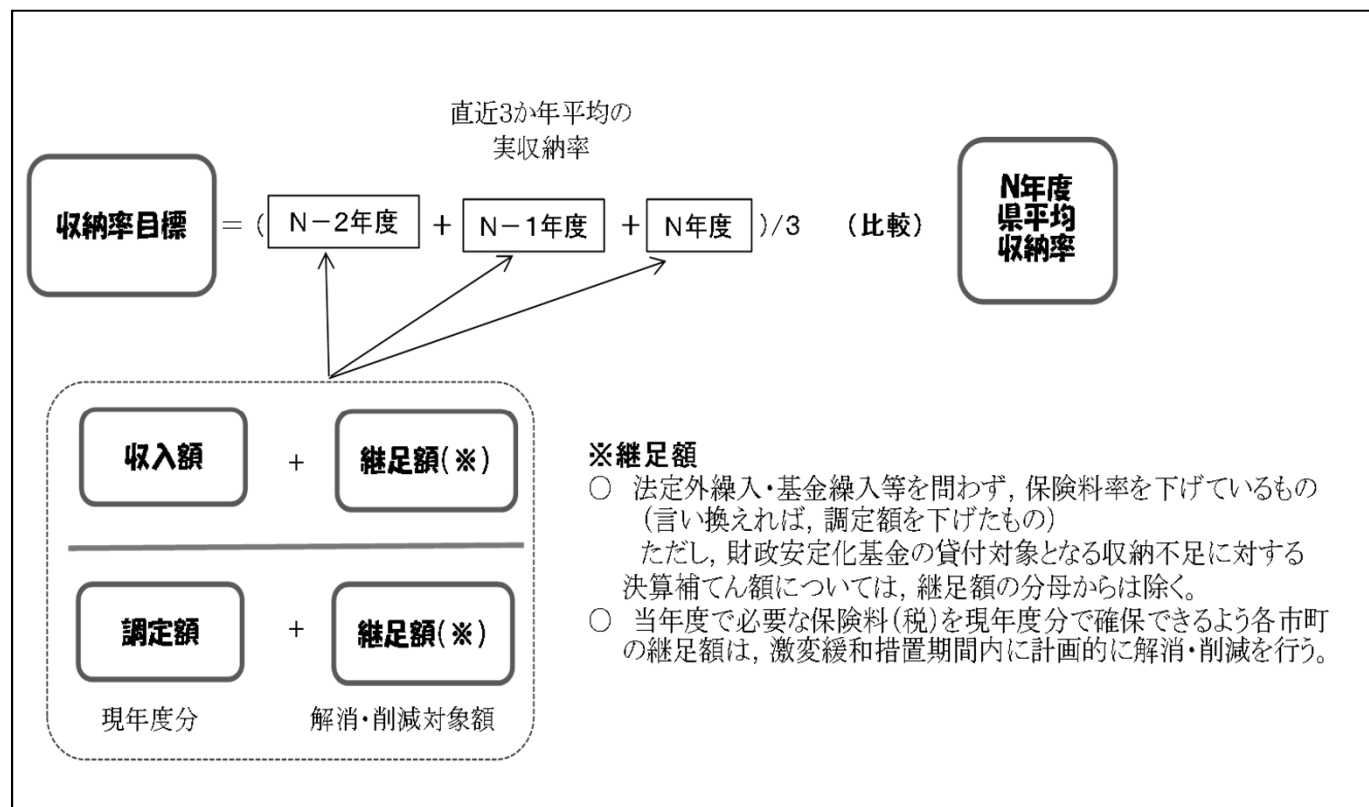 直近3か年平均の
実収納率
収納率目標 = ( N－2年度 + N－1年度 + N年度 )/3 (比較)
N年度
県平均
収納率
収入額 + 継足額(※)
調定額 + 継足額(※)
現年度分 解消・削減対象額
※継足額
○ 法定外繰入・基金繰入等を問わず, 保険料率を下げているもの
(言い換えれば, 調定額を下げたもの)
ただし, 財政安定化基金の貸付対象となる収納不足に対する
決算補てん額については, 継足額の分母からは除く。
○ 当年度で必要な保険料(税)を現年度分で確保できるよう各市町
の継足額は, 激変緩和措置期間内に計画的に解消・削減を行う。